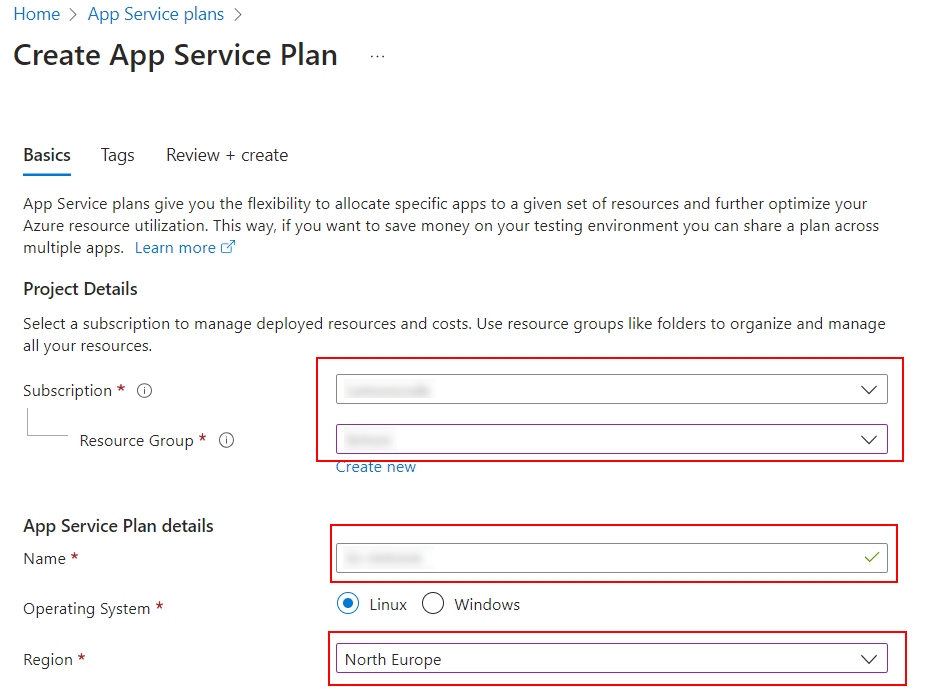 Home > App Service plans >
Create App Service Plan ...
Basics Tags Review + create
App Service plans give you the flexibility to allocate specific apps to a given set of resources and further optimize your
Azure resource utilization. This way, if you want to save money on your testing environment you can share a plan across
multiple apps. Learn more
Project Details
Select a subscription to manage deployed resources and costs. Use resource groups like folders to organize and manage
all your resources.
Subscription *
Resource Group *
Create new
App Service Plan details
Name *
Operating System * Linux Windows
Region * North Europe